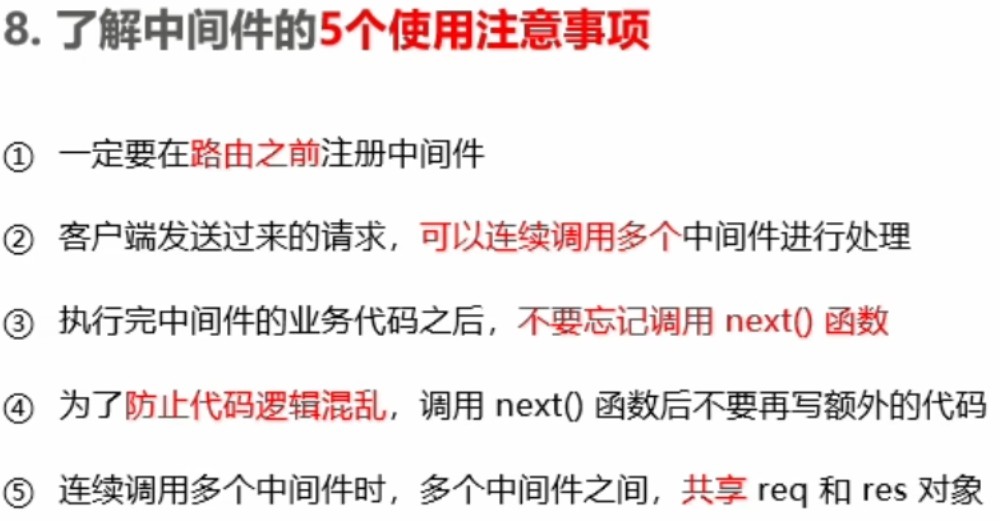 8. 了解中间件的5个使用注意事项
① 一定要在路由之前注册中间件
② 客户端发送过来的请求，可以连续调用多个中间件进行处理
③ 执行完中间件的业务代码之后，不要忘记调用 next() 函数
④ 为了防止代码逻辑混乱，调用 next() 函数后不要再写额外的代码
⑤ 连续调用多个中间件时，多个中间件之间，共享 req 和 res 对象